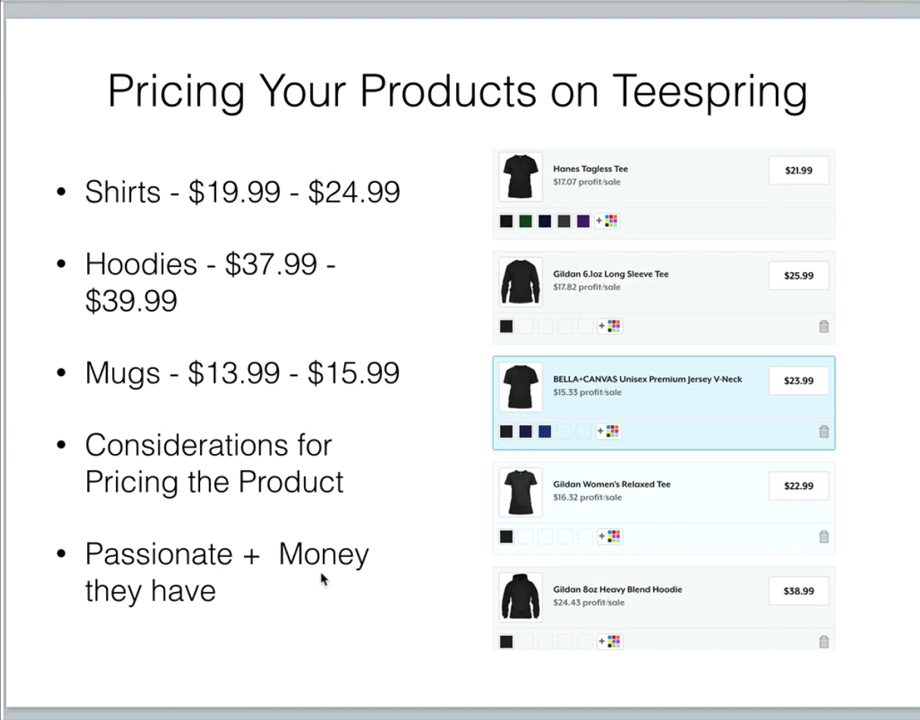 Pricing Your Products on Teespring
• Shirts - $19.99 - $24.99
• Hoodies - $37.99 -
$39.99
• Mugs - $13.99 - $15.99
• Considerations for
Pricing the Product
• Passionate + Money
they have
Hanes Tagless Tee
$17.07 profit/sale
$21.99
+
Gildan 6.1oz Long Sleeve Tee
$17.82 profit/sale
$25.99
+
BELLA+CANVAS Unisex Premium Jersey V-Neck
$15.33 profit/sale
$23.99
+
Gildan Women's Relaxed Tee
$16.32 profit/sale
$22.99
+
Gildan 8oz Heavy Blend Hoodie
$24.43 profit/sale
$38.99
+